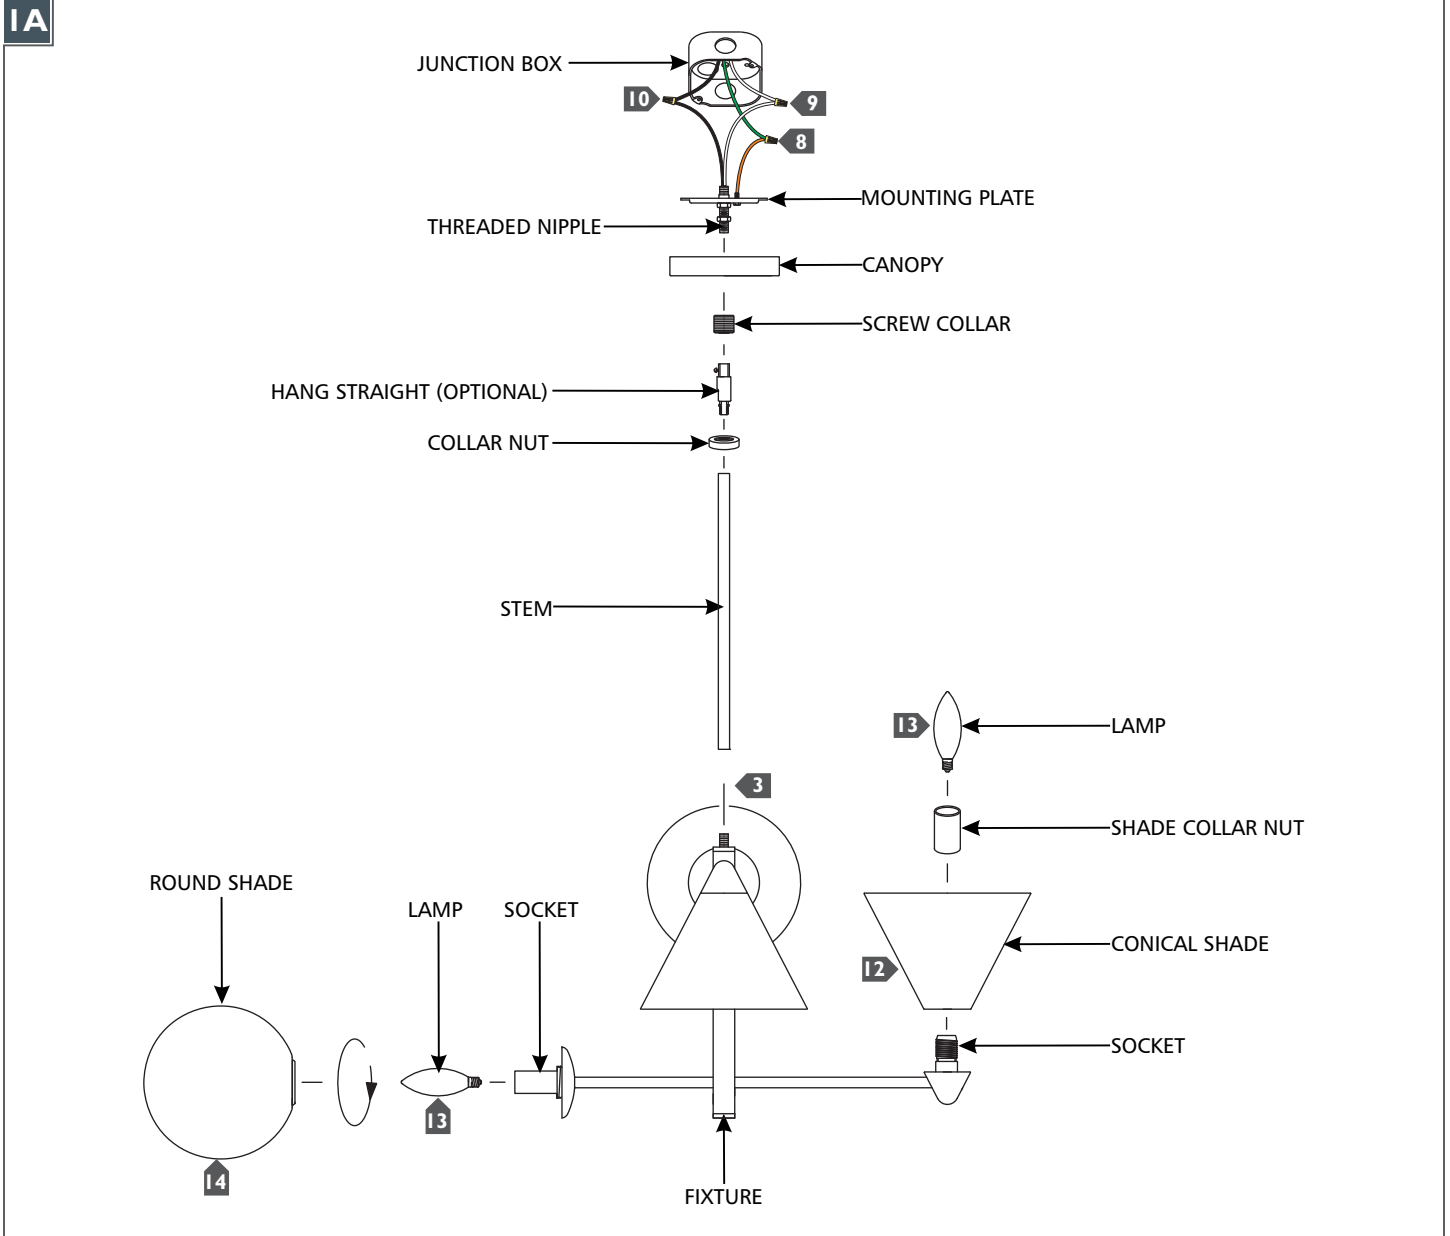 1A
JUNCTION BOX
10
9
8
MOUNTING PLATE
THREADED NIPPLE
CANOPY
SCREW COLLAR
HANG STRAIGHT (OPTIONAL)
COLLAR NUT
STEM
13
LAMP
3
SHADE COLLAR NUT
ROUND SHADE
LAMP
SOCKET
CONICAL SHADE
12
SOCKET
13
14
FIXTURE